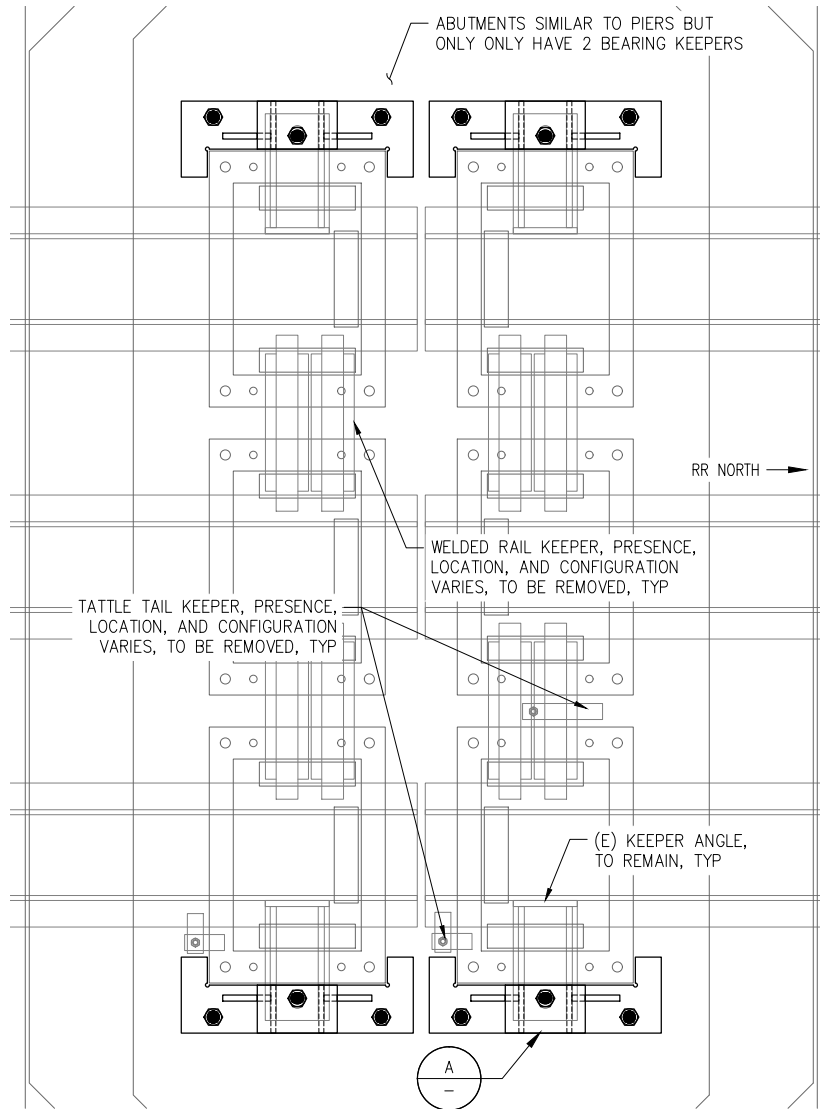 ABUTMENTS SIMILAR TO PIERS BUT
ONLY ONLY HAVE 2 BEARING KEEPERS
RR NORTH
WELDED RAIL KEEPER, PRESENCE,
LOCATION, AND CONFIGURATION
VARIES, TO BE REMOVED, TYP
TATTLE TAIL KEEPER, PRESENCE,
LOCATION, AND CONFIGURATION
VARIES, TO BE REMOVED, TYP
(E) KEEPER ANGLE,
TO REMAIN, TYP
A
–